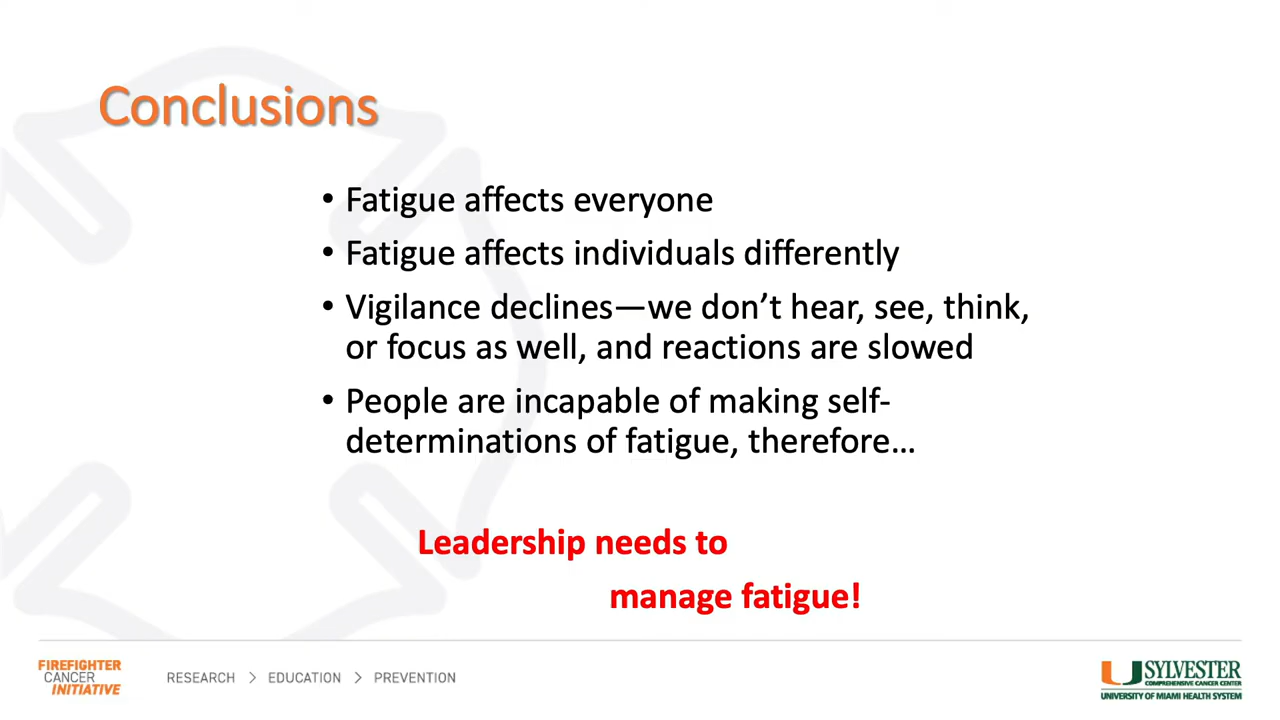 Conclusions
• Fatigue affects everyone
• Fatigue affects individuals differently
• Vigilance declines—we don’t hear, see, think,
or focus as well, and reactions are slowed
• People are incapable of making self-
determinations of fatigue, therefore…
Leadership needs to
manage fatigue!
FIREFIGHTER
CANCER
INITIATIVE
RESEARCH > EDUCATION > PREVENTION
SYLVESTER
COMPREHENSIVE CANCER CENTER
UNIVERSITY OF MIAMI HEALTH SYSTEM